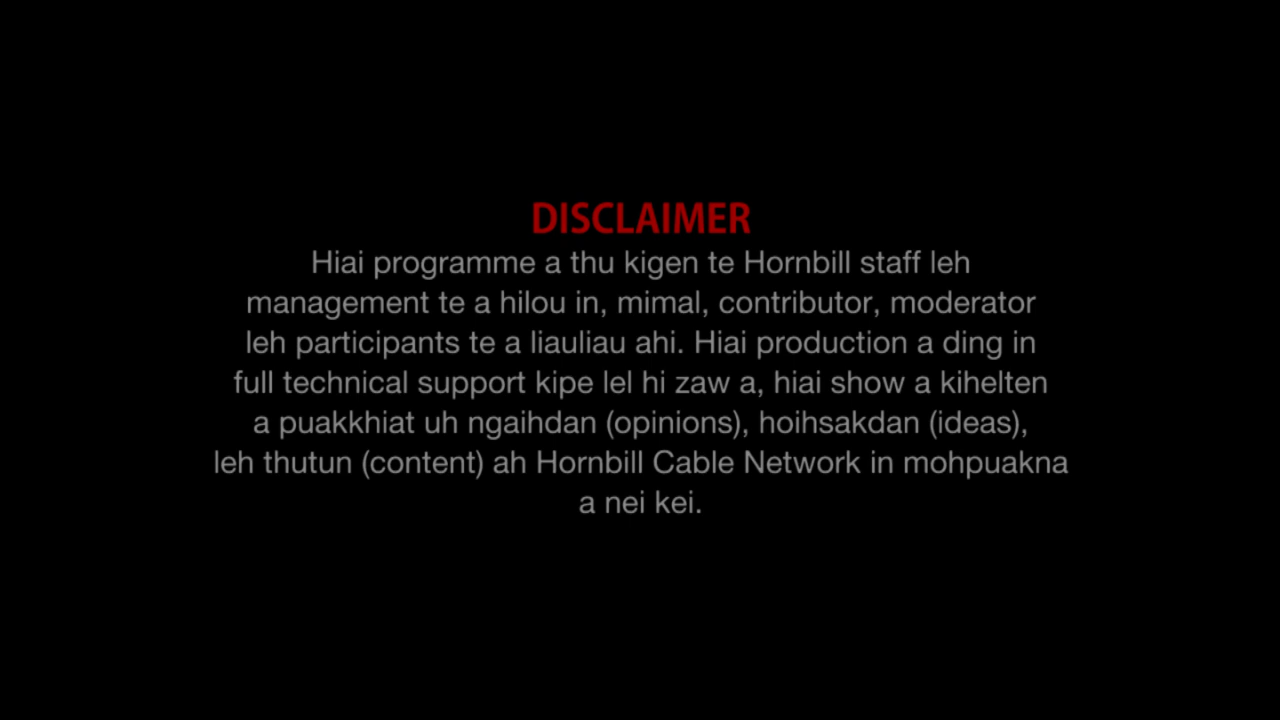 DISCLAIMER
Hiai programme a thu kigen te Hornbill staff leh
management te a hilou in, mimal, contributor, moderator
leh participants te a liauliau ahi. Hiai production a ding in
full technical support kipe lel hi zaw a, hiai show a kihelten
a puakkhiat uh ngaihdan (opinions), hoihsakdan (ideas),
leh thutun (content) ah Hornbill Cable Network in mohpuakna
a nei kei.